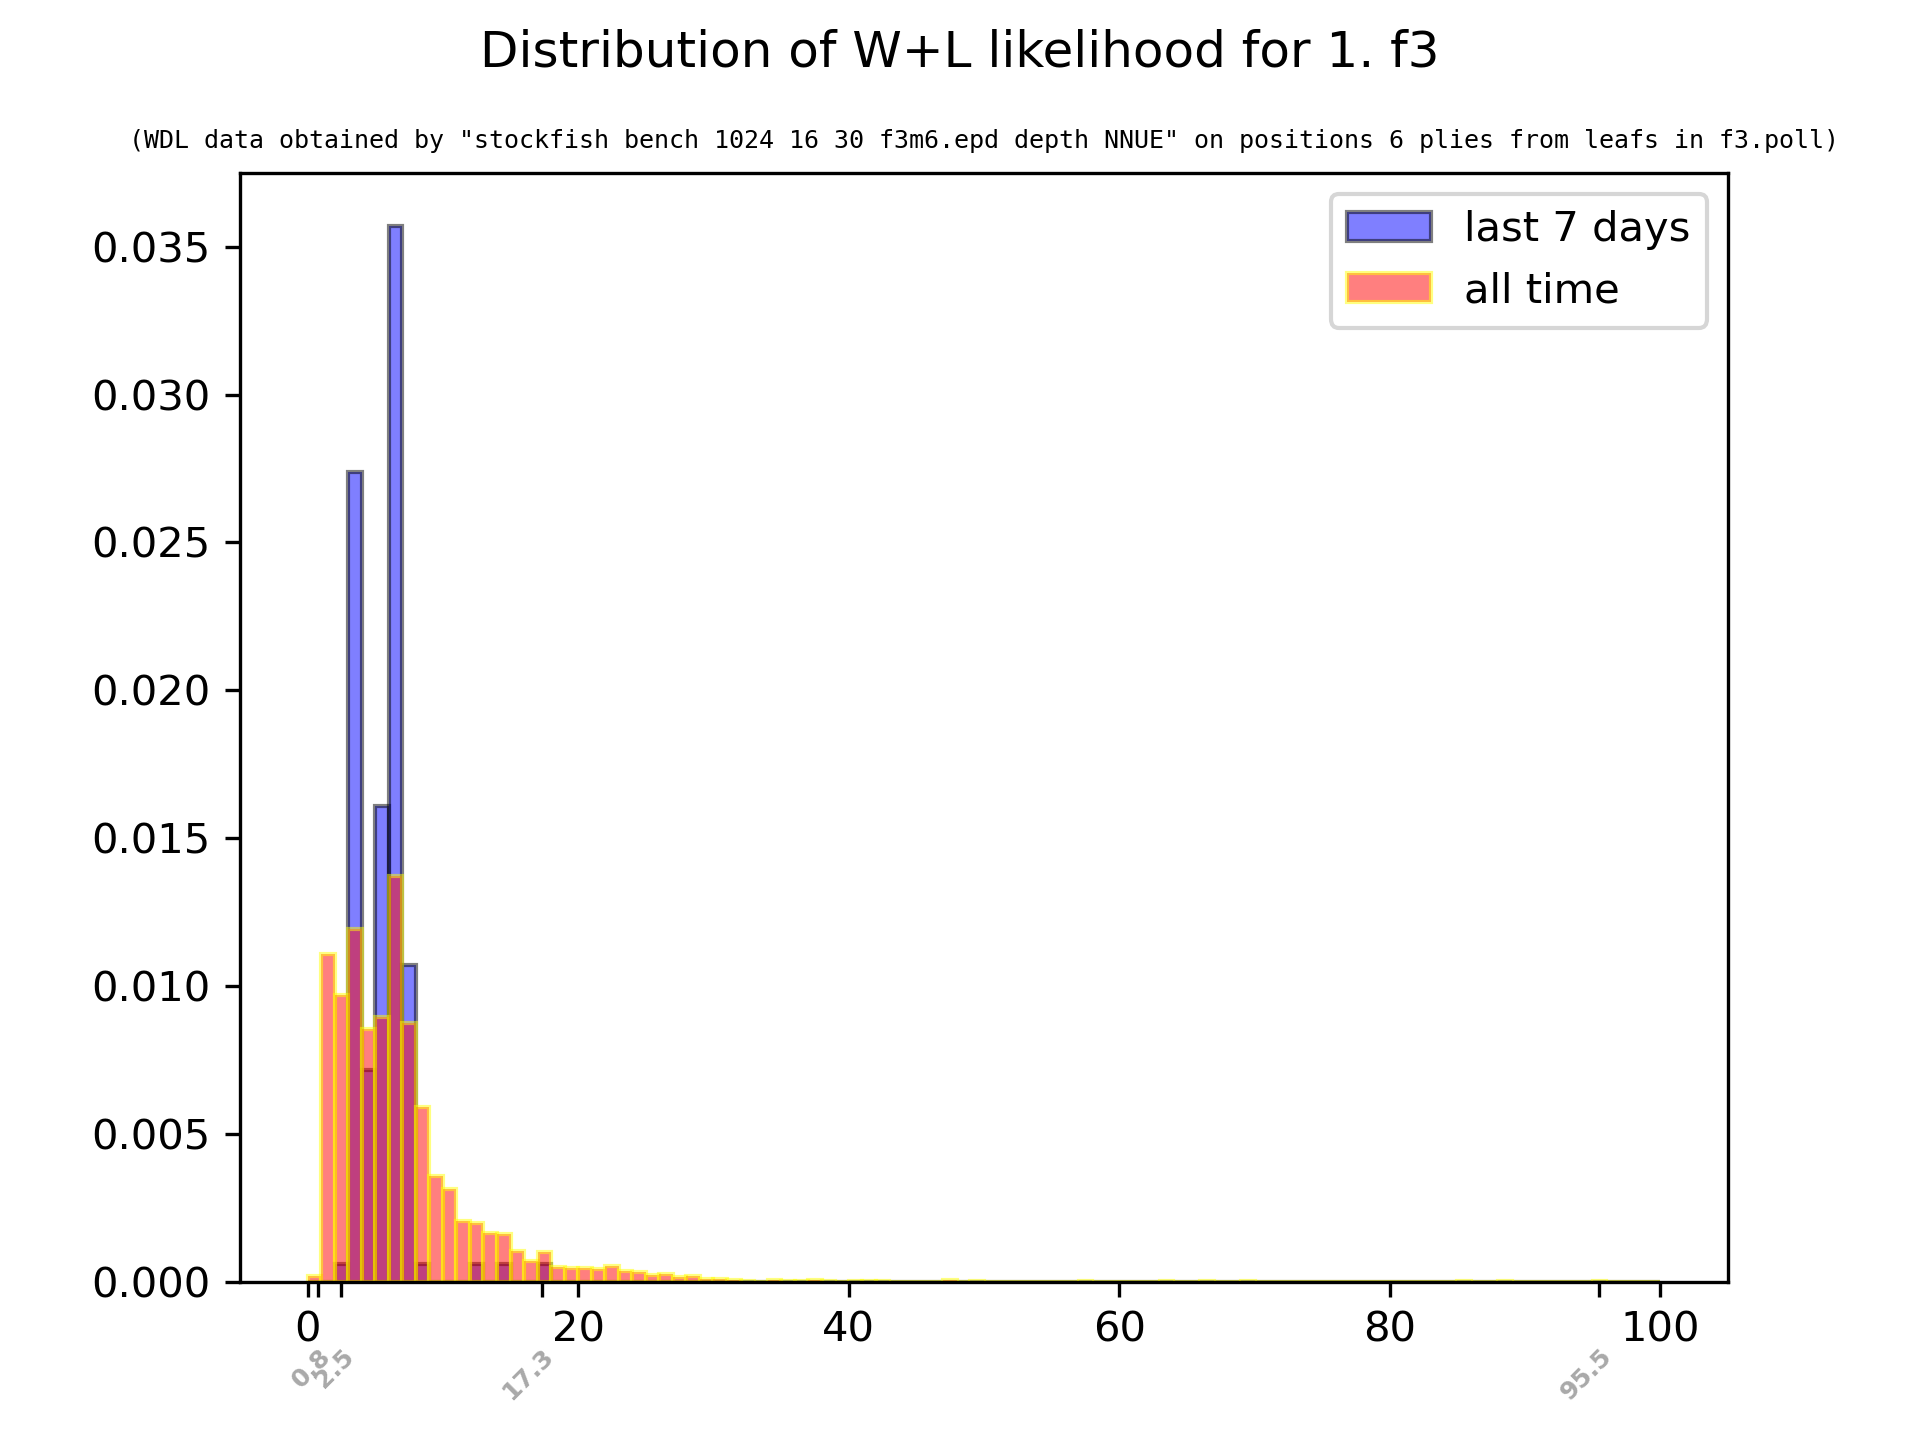 Distribution of W+L likelihood for 1. f3
(WDL data obtained by "stockfish bench 1024 16 30 f3m6.epd depth NNUE" on positions 6 plies from leafs in f3.poll)
last 7 days
all time
0.035
0.030
0.025
0.020
0.015
0.010
0.005
0.000
0 20 40 60 80 100
0.8 2.5 17.3 95.5